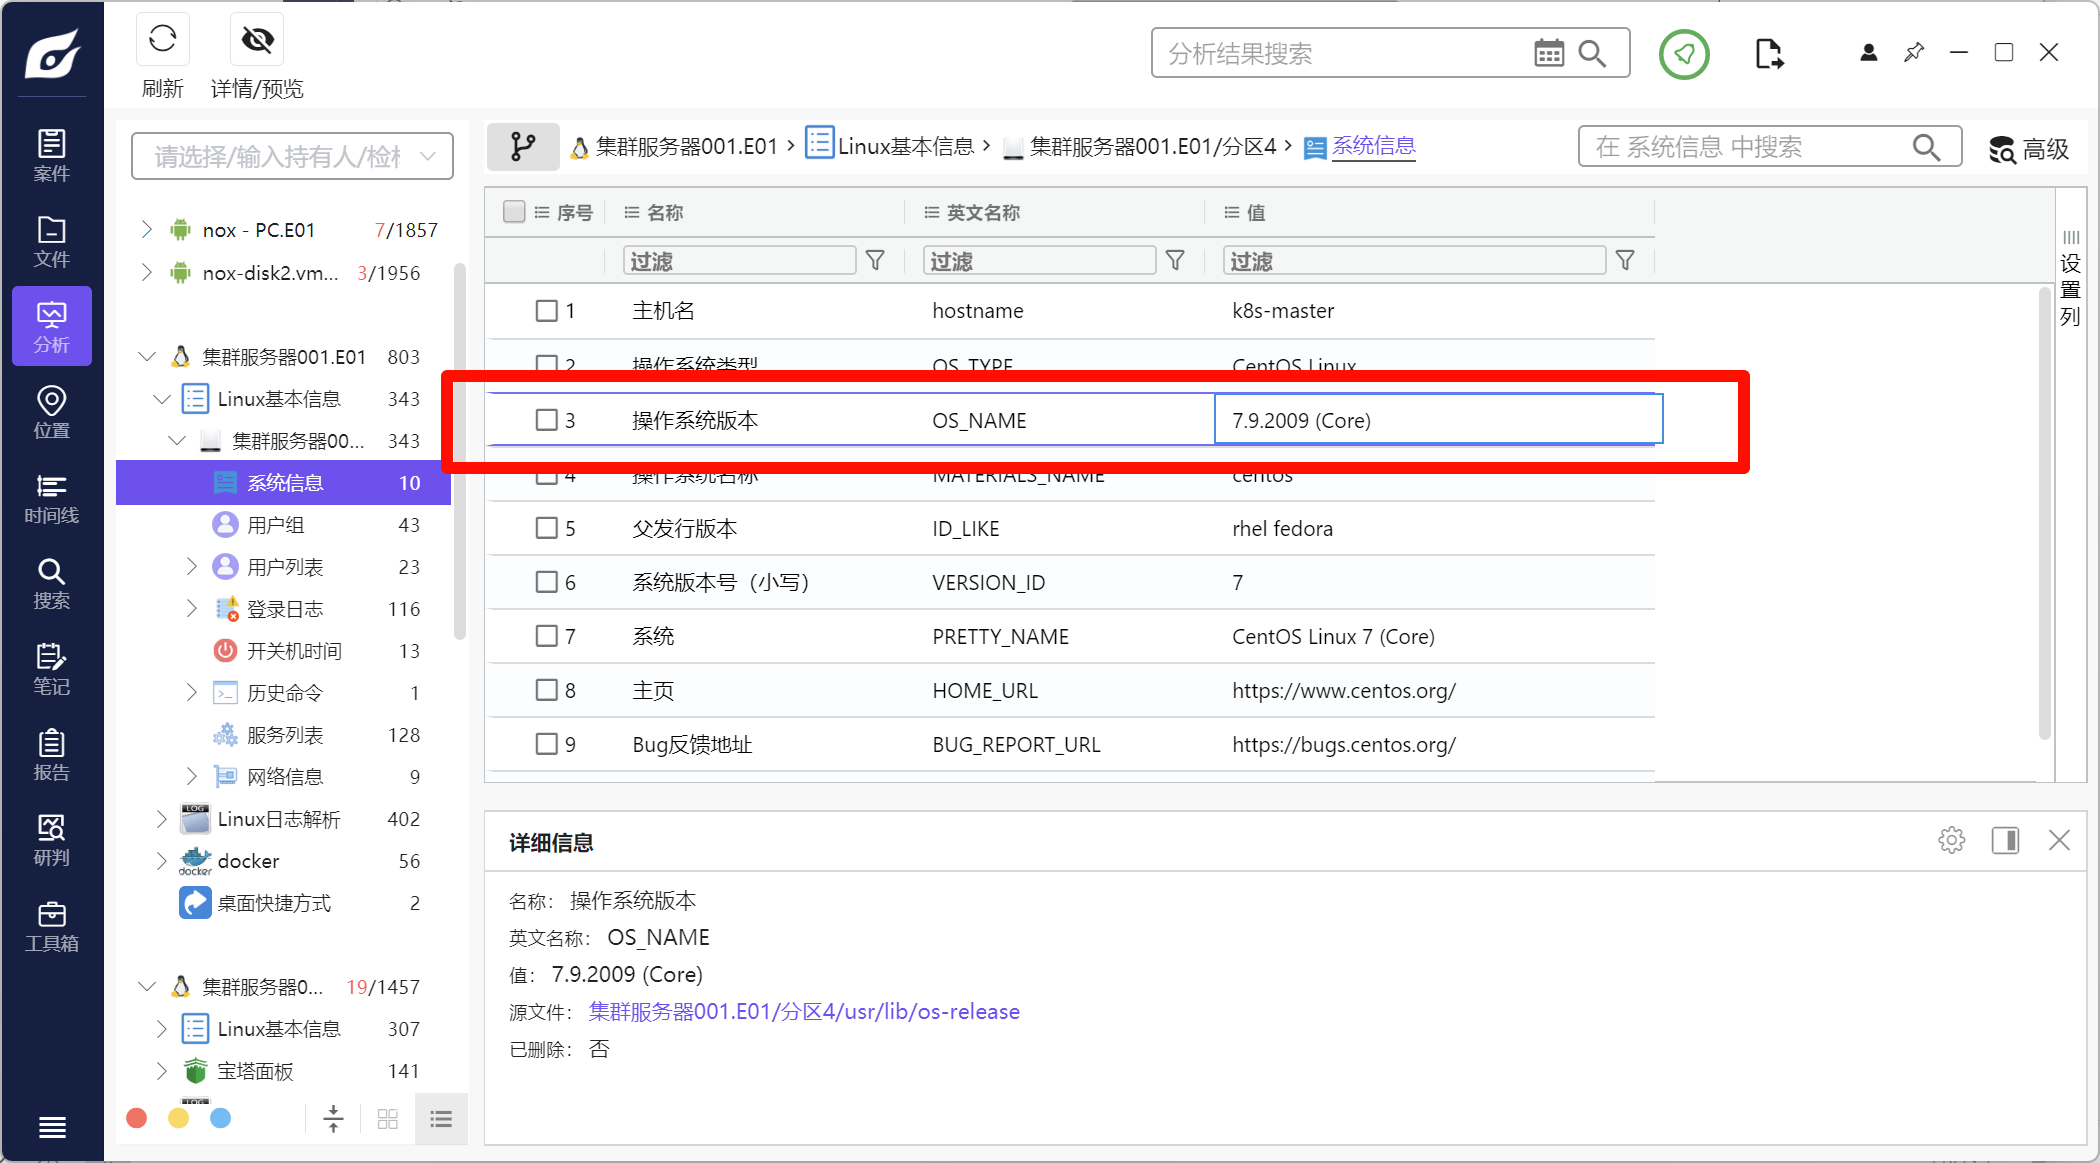 刷新
详情/预览
分析结果搜索
案件
文件
分析
位置
时间线
搜索
笔记
报告
研判
工具箱
请选择/输入持有人/检材
nox - PC.E01 7/1857
nox-disk2.vm... 3/1956
集群服务器001.E01 803
Linux基本信息 343
集群服务器00... 343
系统信息 10
用户组 43
用户列表 23
登录日志 116
开关机时间 13
历史命令 1
服务列表 128
网络信息 9
LOG
Linux日志解析 402
docker
docker 56
桌面快捷方式 2
集群服务器0... 19/1457
Linux基本信息 307
宝塔面板 141
LOG
集群服务器001.E01 › Linux基本信息 › 集群服务器001.E01/分区4 › 系统信息
在 系统信息 中搜索
高级
序号 名称 英文名称 值
过滤 过滤 过滤
1 主机名 hostname k8s-master
2 操作系统类型 OS_TYPE CentOS Linux
3 操作系统版本 OS_NAME 7.9.2009 (Core)
4 操作系统名称 MATERIALS_NAME centos
5 父发行版本 ID_LIKE rhel fedora
6 系统版本号（小写） VERSION_ID 7
7 系统 PRETTY_NAME CentOS Linux 7 (Core)
8 主页 HOME_URL https://www.centos.org/
9 Bug反馈地址 BUG_REPORT_URL https://bugs.centos.org/
设置列
详细信息
名称： 操作系统版本
英文名称： OS_NAME
值： 7.9.2009 (Core)
源文件： 集群服务器001.E01/分区4/usr/lib/os-release
已删除： 否